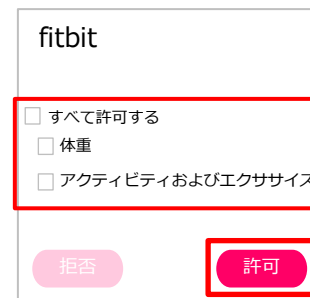 fitbit
すべて許可する
体重
アクティビティおよびエクササイズ
拒否
許可